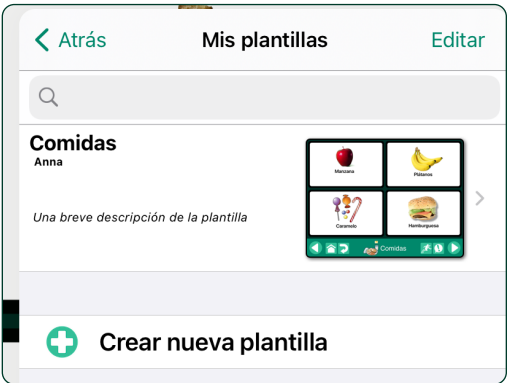 Atrás
Mis plantillas
Editar
Comidas
Anna
Una breve descripción de la plantilla
Manzana
Plátanos
Caramelo
Hamburguesa
Comidas
Crear nueva plantilla